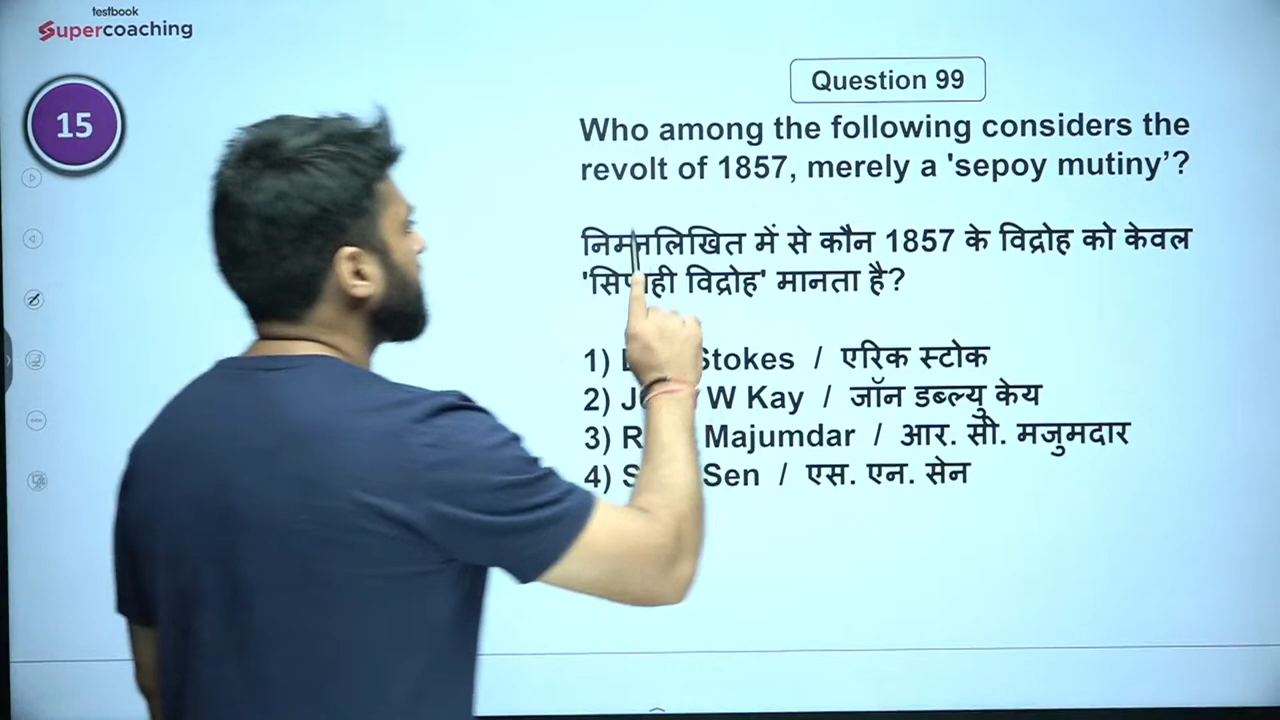 testbook
Supercoaching
15
Question 99
Who among the following considers the
revolt of 1857, merely a 'sepoy mutiny’?
निम्नलिखित में से कौन 1857 के विद्रोह को केवल
'सिपाही विद्रोह' मानता है?
1) Stokes / एरिक स्टोक
2) W Kay / जॉन डब्ल्यु केय
3) R Majumdar / आर. सी. मजुमदार
4) S Sen / एस. एन. सेन